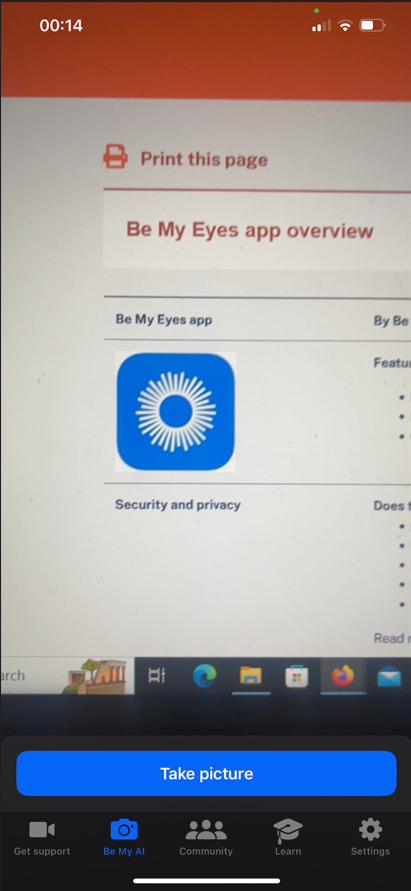 00:14
Print this page
Be My Eyes app overview
Be My Eyes app
By Be
Featu
Security and privacy
Does t
Read
arch
Take picture
Get support
Be My AI
Community
Learn
Settings